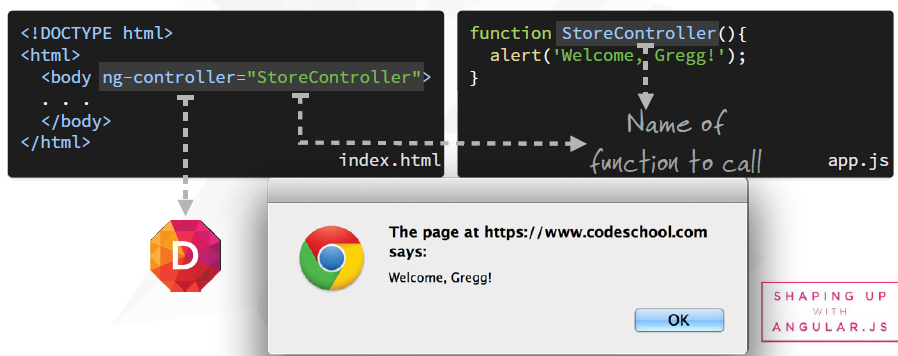 <!DOCTYPE html>
<html>
<body ng-controller="StoreController">
. . .
</body>
</html>
index.html
function StoreController(){
alert('Welcome, Gregg!');
}
Name of
function to call
app.js
D
The page at https://www.codeschool.com
says:
Welcome, Gregg!
OK
SHAPING UP
WITH
ANGULAR.JS